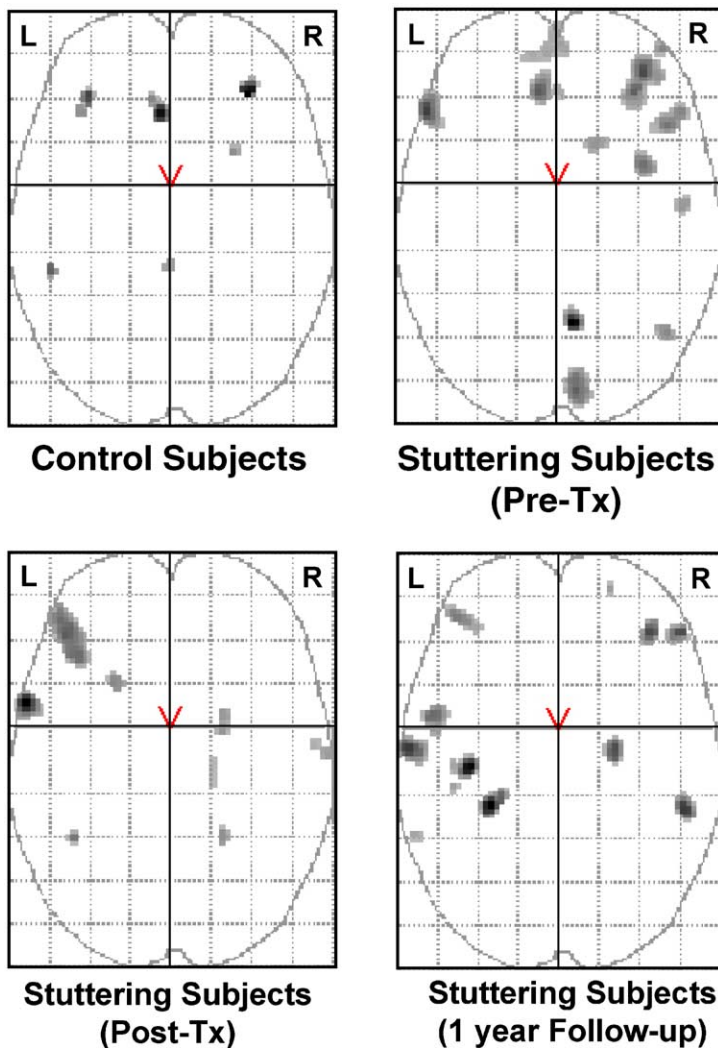 L R
L R
Control Subjects
Stuttering Subjects
(Pre-Tx)
L R
L R
Stuttering Subjects
(Post-Tx)
Stuttering Subjects
(1 year Follow-up)